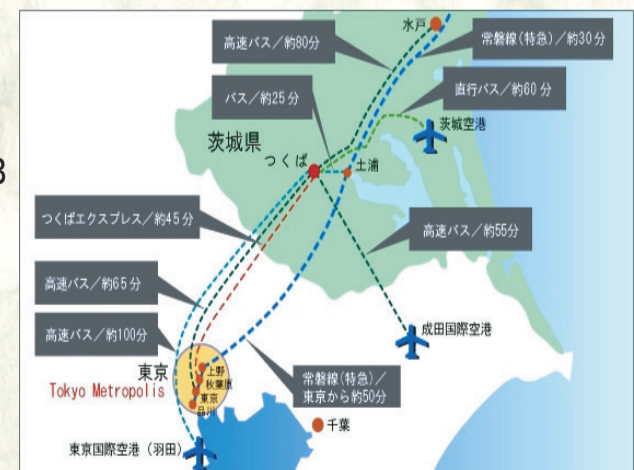 水戸
高速バス/約80分
常磐線(特急)/約30分
バス/約25分
直行バス/約60分
茨城空港
茨城県
つくば
土浦
3
つくばエクスプレス/約45分
高速バス/約55分
高速バス/約65分
高速バス/約100分
成田国際空港
東京
Tokyo Metropolis
上野
秋葉原
東京
品川
常磐線(特急)/
東京から約50分
千葉
東京国際空港(羽田)